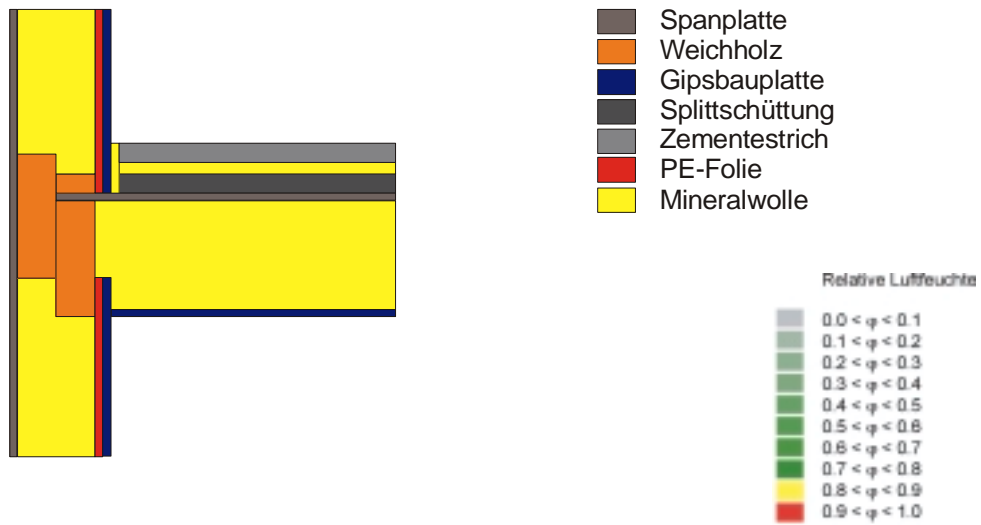 Spanplatte
Weichholz
Gipsbauplatte
Splittschüttung
Zementestrich
PE-Folie
Mineralwolle
Relative Luftfeuchte
0.0 < φ < 0.1
0.1 < φ < 0.2
0.2 < φ < 0.3
0.3 < φ < 0.4
0.4 < φ < 0.5
0.5 < φ < 0.6
0.6 < φ < 0.7
0.7 < φ < 0.8
0.8 < φ < 0.9
0.9 < φ < 1.0